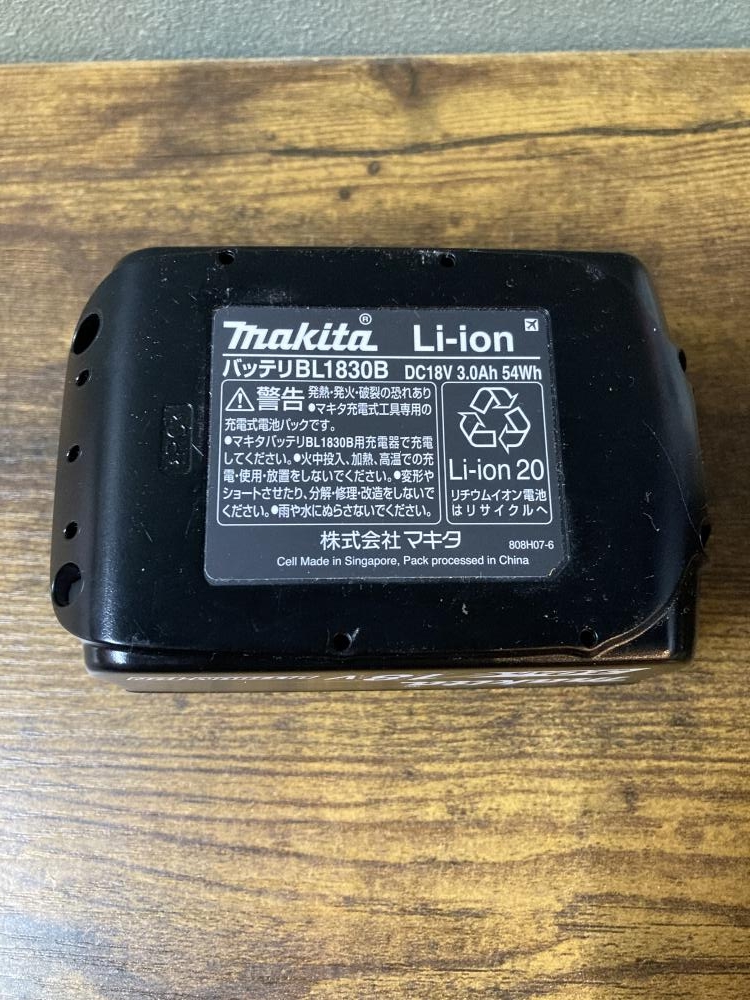 makita® Li-ion
バッテリBL1830B DC18V 3.0Ah 54Wh
警告 発熱・発火・破裂の恐れあり
●マキタ充電式工具専用の
充電式電池パックです。
●マキタバッテリBL1830B用充電器で充電
してください。●火中投入、加熱、高温での充
電・使用・放置をしないでください。●変形や
ショートさせたり、分解・修理・改造をしないで
ください。●雨や水にぬらさないでください。
Li-ion 20
リチウムイオン電池
はリサイクルへ
株式会社マキタ 808H07-6
Cell Made in Singapore, Pack processed in China
18V